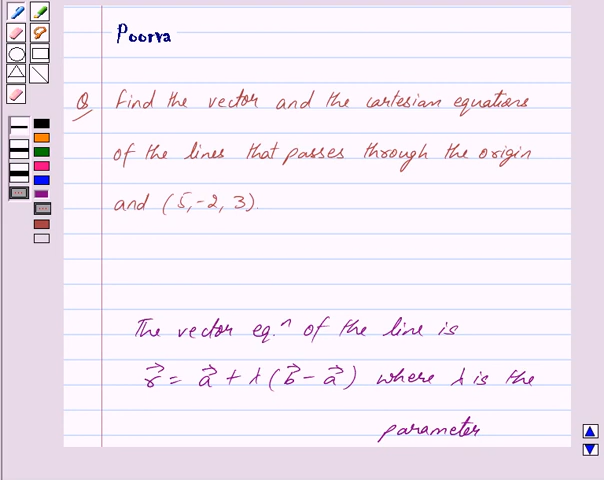 Poorva
Q Find the vector and the cartesian equations
of the lines that passes through the origin
and (5,-2, 3).
The vector eq.ⁿ of the line is
r⃗ = a⃗ + λ (b⃗ - a⃗) where λ is the
parameter